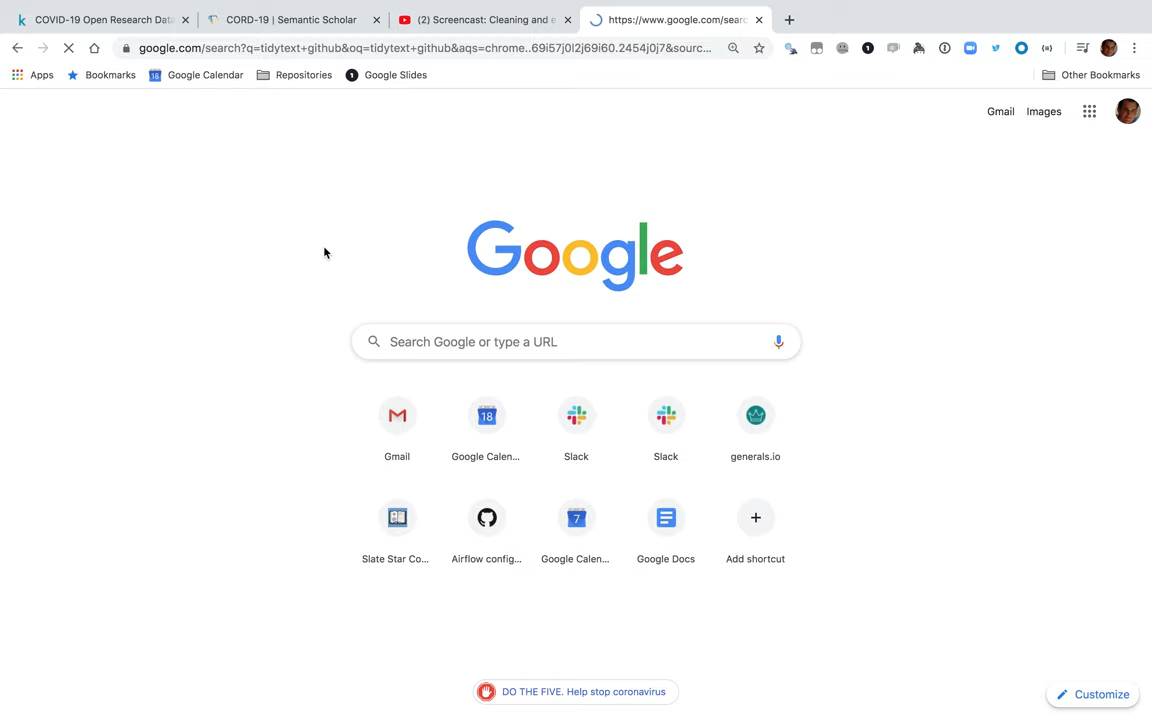 COVID-19 Open Research Data
CORD-19 | Semantic Scholar
(2) Screencast: Cleaning and e
https://www.google.com/searc
google.com/search?q=tidytext+github&oq=tidytext+github&aqs=chrome..69i57j0l2j69i60.2454j0j7&sourc...
Apps
Bookmarks
Google Calendar
Repositories
Google Slides
Other Bookmarks
Gmail
Images
Google
Search Google or type a URL
18
Gmail
Google Calen...
Slack
Slack
generals.io
7
Slate Star Co...
Airflow config...
Google Calen...
Google Docs
Add shortcut
DO THE FIVE. Help stop coronavirus
Customize